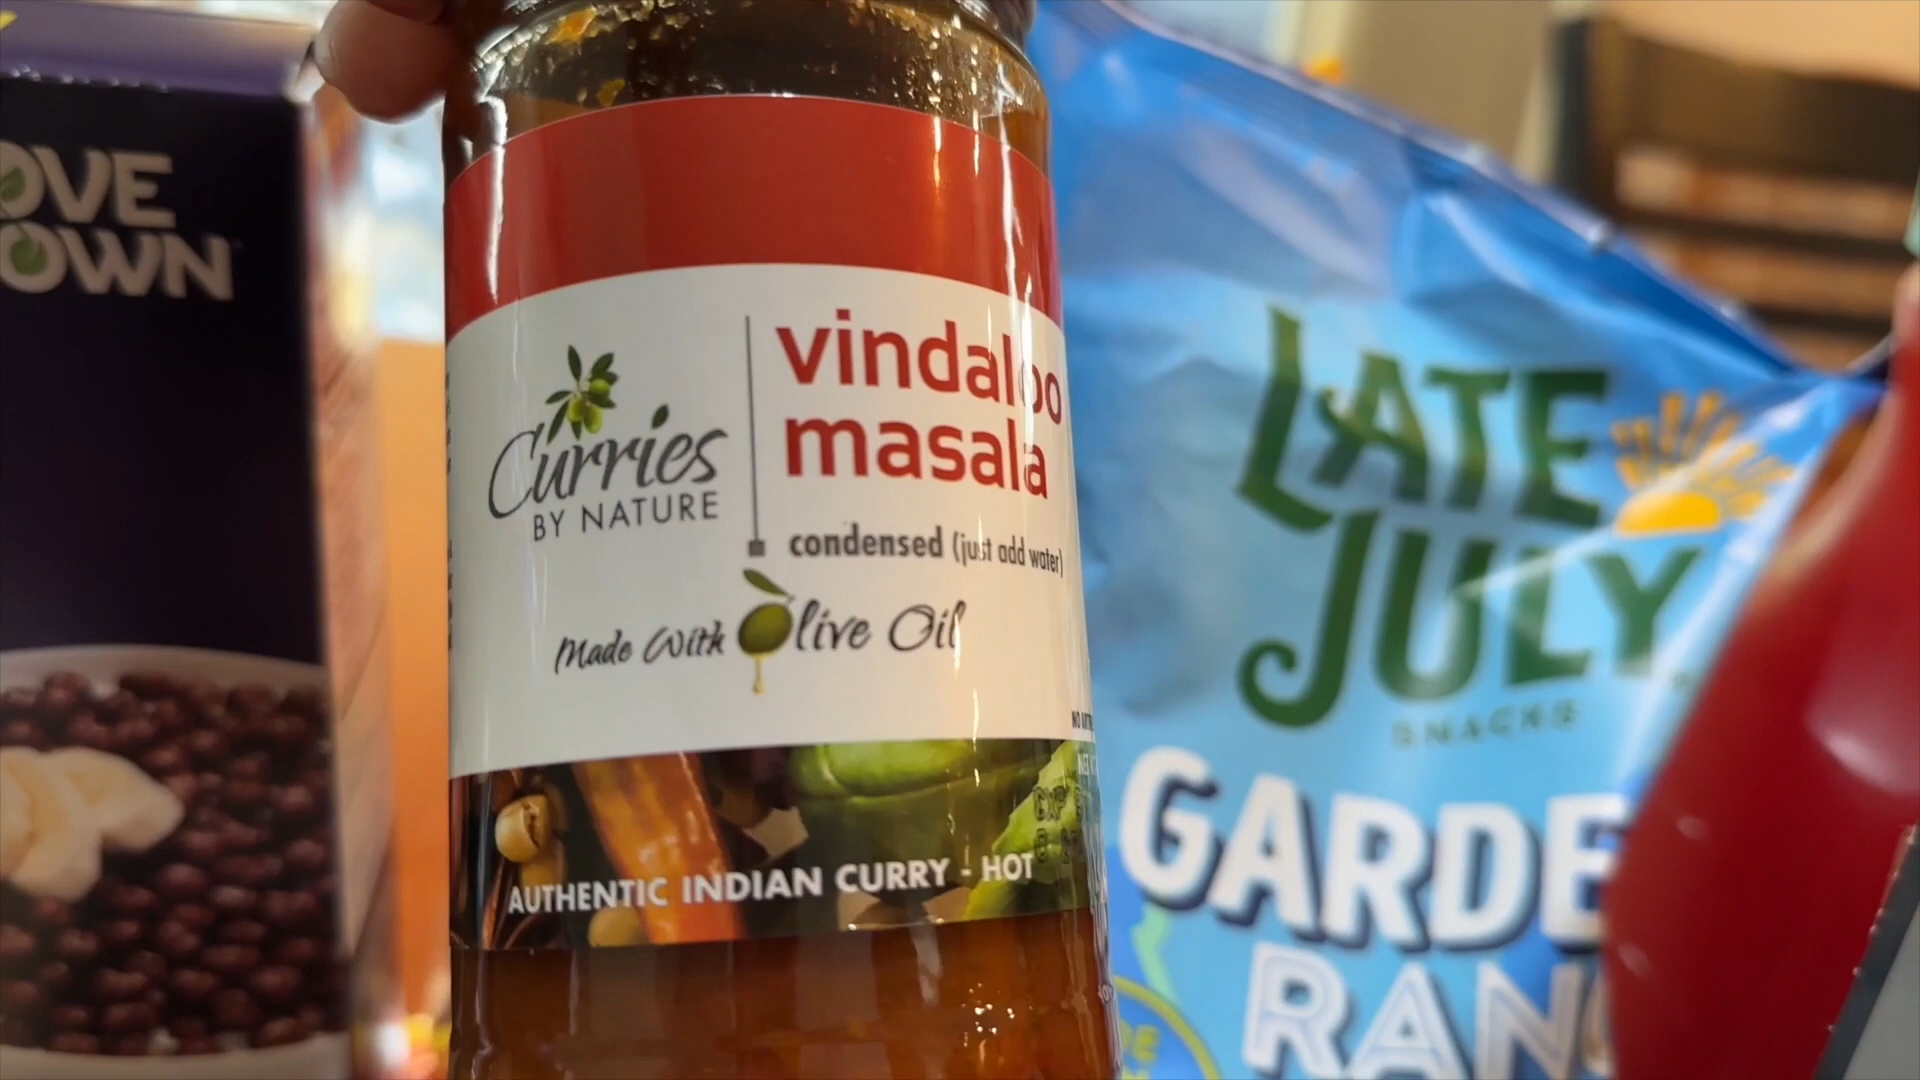 OVE
OWN
Curries
BY NATURE
vindaloo
masala
condensed (just add water)
Made With Olive Oil
AUTHENTIC INDIAN CURRY - HOT
LATE
JULY
SNACKS
GARDE
RAN